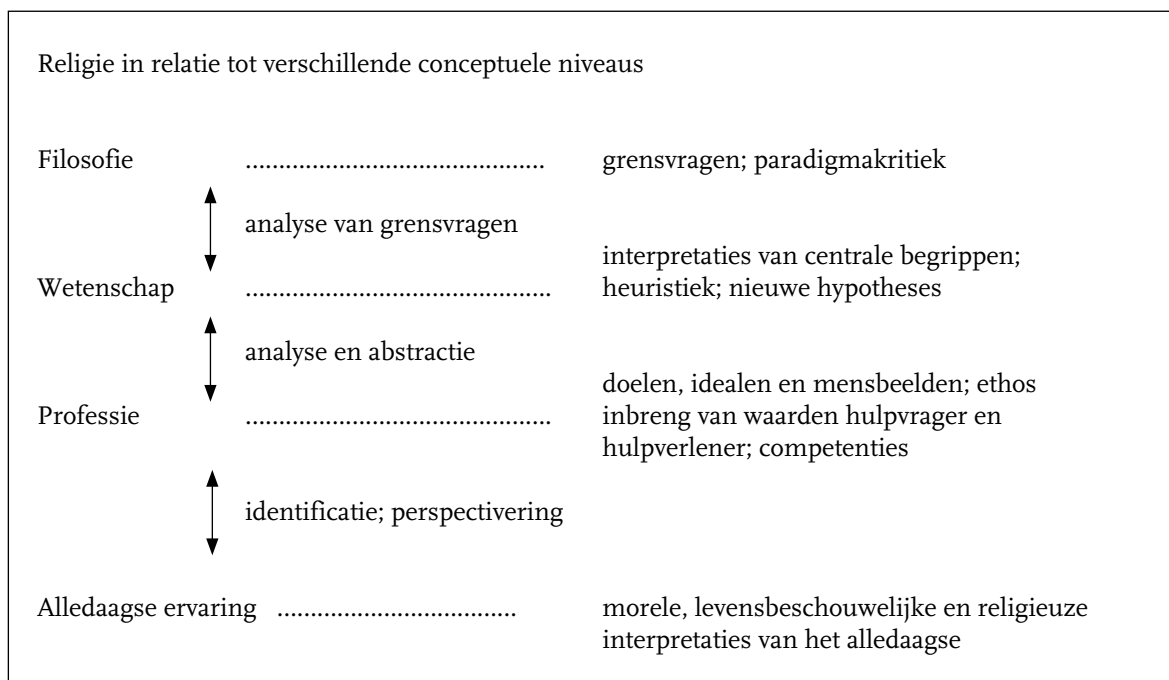 Religie in relatie tot verschillende conceptuele niveaus
Filosofie ............................................. grensvragen; paradigmakritiek
analyse van grensvragen
interpretaties van centrale begrippen;
Wetenschap .............................................. heuristiek; nieuwe hypotheses
analyse en abstractie
doelen, idealen en mensbeelden; ethos
Professie .............................................. inbreng van waarden hulpvrager en
hulpverlener; competenties
identificatie; perspectivering
Alledaagse ervaring .................................... morele, levensbeschouwelijke en religieuze
interpretaties van het alledaagse